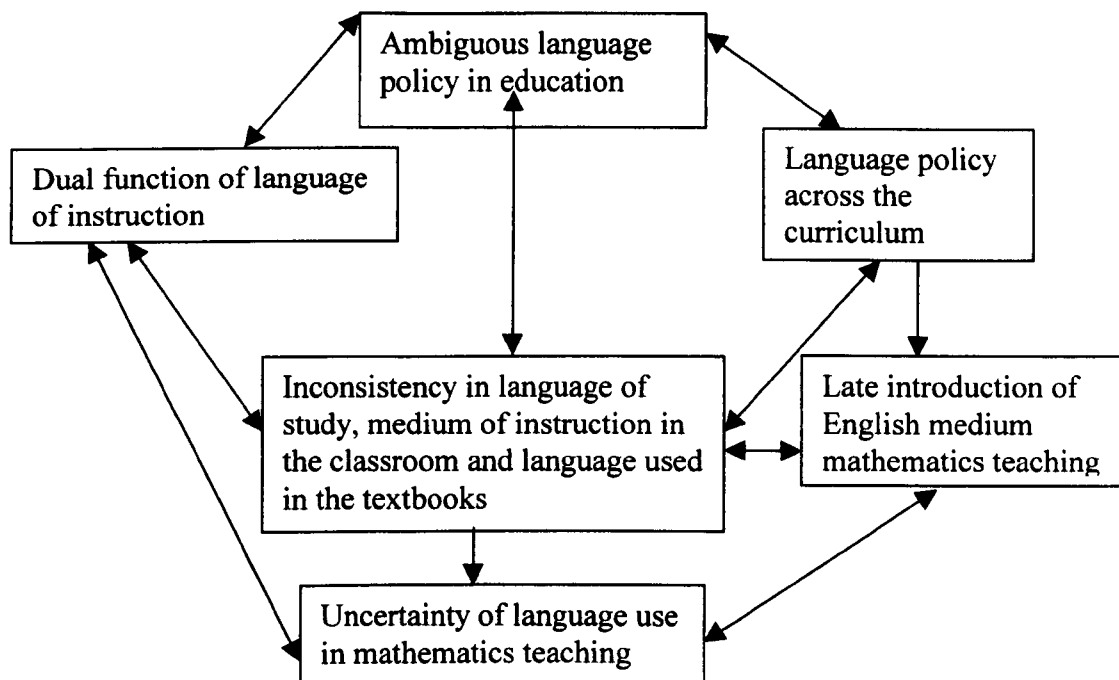 Ambiguous language
policy in education
Dual function of language
of instruction
Language policy
across the
curriculum
Inconsistency in language of
study, medium of instruction in
the classroom and language used
in the textbooks
Late introduction of
English medium
mathematics teaching
Uncertainty of language use
in mathematics teaching